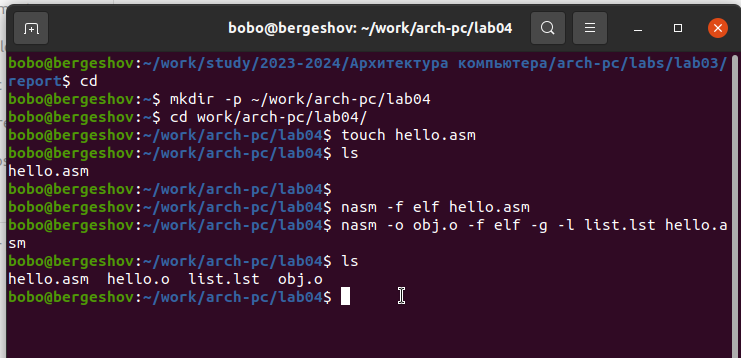 bobo@bergeshov: ~/work/arch-pc/lab04
bobo@bergeshov:~/work/study/2023-2024/Архитектура компьютера/arch-pc/labs/lab03/
report$ cd
bobo@bergeshov:~$ mkdir -p ~/work/arch-pc/lab04
bobo@bergeshov:~$ cd work/arch-pc/lab04/
bobo@bergeshov:~/work/arch-pc/lab04$ touch hello.asm
bobo@bergeshov:~/work/arch-pc/lab04$ ls
hello.asm
bobo@bergeshov:~/work/arch-pc/lab04$
bobo@bergeshov:~/work/arch-pc/lab04$ nasm -f elf hello.asm
bobo@bergeshov:~/work/arch-pc/lab04$ nasm -o obj.o -f elf -g -l list.lst hello.a
sm
bobo@bergeshov:~/work/arch-pc/lab04$ ls
hello.asm  hello.o  list.lst  obj.o
bobo@bergeshov:~/work/arch-pc/lab04$